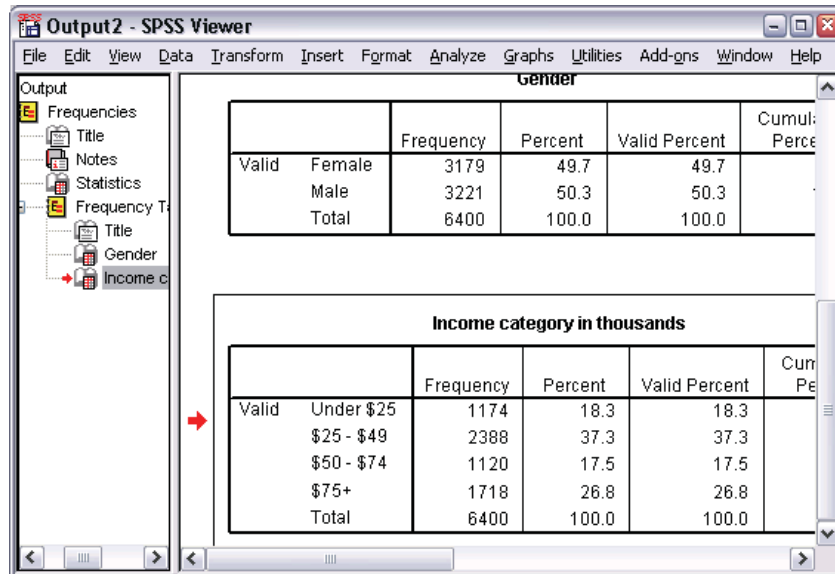 Output2 - SPSS Viewer
File Edit View Data Transform Insert Format Analyze Graphs Utilities Add-ons Window Help
Output
Frequencies
Title
Notes
Statistics
Frequency Ta
Title
Gender
Income c
Gender
Frequency Percent Valid Percent Cumula Perce
Valid Female 3179 49.7 49.7
Male 3221 50.3 50.3
Total 6400 100.0 100.0
Income category in thousands
Frequency Percent Valid Percent Cum Pe
Valid Under $25 1174 18.3 18.3
$25 - $49 2388 37.3 37.3
$50 - $74 1120 17.5 17.5
$75+ 1718 26.8 26.8
Total 6400 100.0 100.0